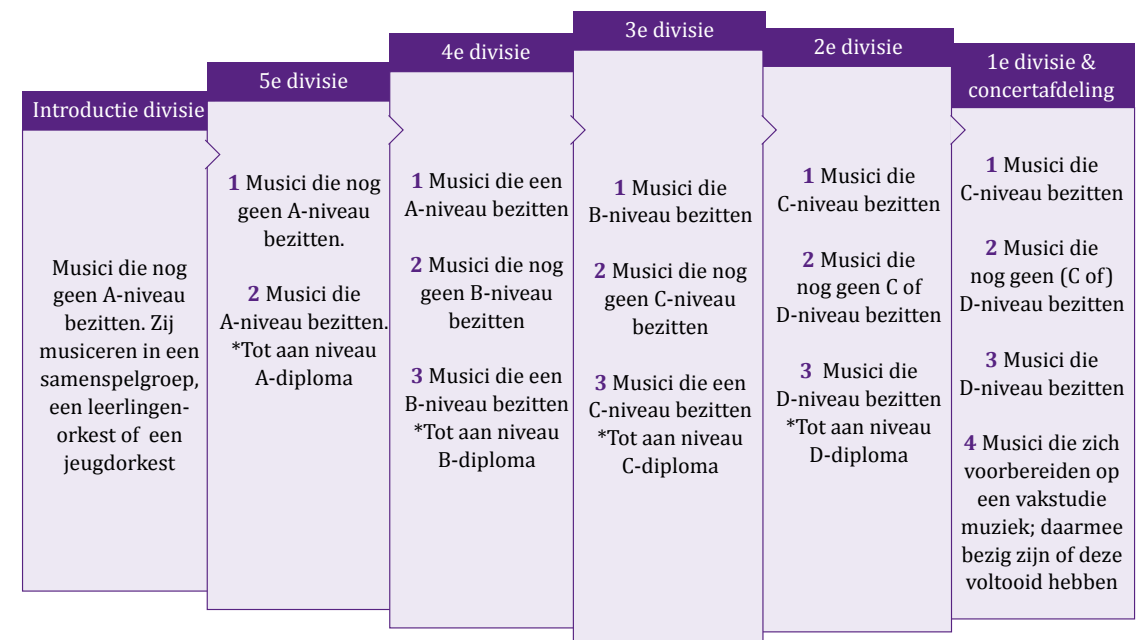 Introductie divisie
Musici die nog
geen A-niveau
bezitten. Zij
musiceren in een
samenspelgroep,
een leerlingen-
orkest of een
jeugdorkest
5e divisie
1 Musici die nog
geen A-niveau
bezitten.
2 Musici die
A-niveau bezitten.
*Tot aan niveau
A-diploma
4e divisie
1 Musici die een
A-niveau bezitten
2 Musici die nog
geen B-niveau
bezitten
3 Musici die een
B-niveau bezitten
*Tot aan niveau
B-diploma
3e divisie
1 Musici die
B-niveau bezitten
2 Musici die nog
geen C-niveau
bezitten
3 Musici die een
C-niveau bezitten
*Tot aan niveau
C-diploma
2e divisie
1 Musici die
C-niveau bezitten
2 Musici die
nog geen C of
D-niveau bezitten
3 Musici die
D-niveau bezitten
*Tot aan niveau
D-diploma
1e divisie &
concertafdeling
1 Musici die
C-niveau bezitten
2 Musici die
nog geen (C of)
D-niveau bezitten
3 Musici die
D-niveau bezitten
4 Musici die zich
voorbereiden op
een vakstudie
muziek; daarmee
bezig zijn of deze
voltooid hebben